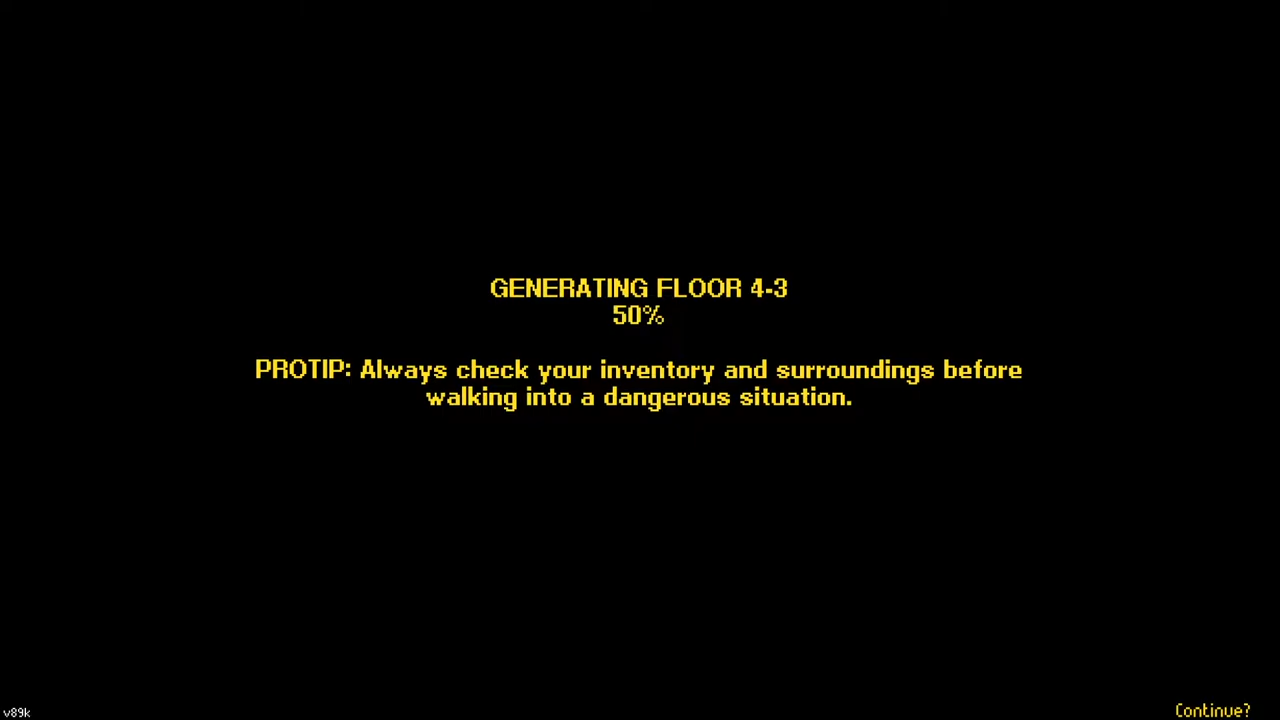 GENERATING FLOOR 4-3
50%
PROTIP: Always check your inventory and surroundings before
walking into a dangerous situation.
v89k
Continue?